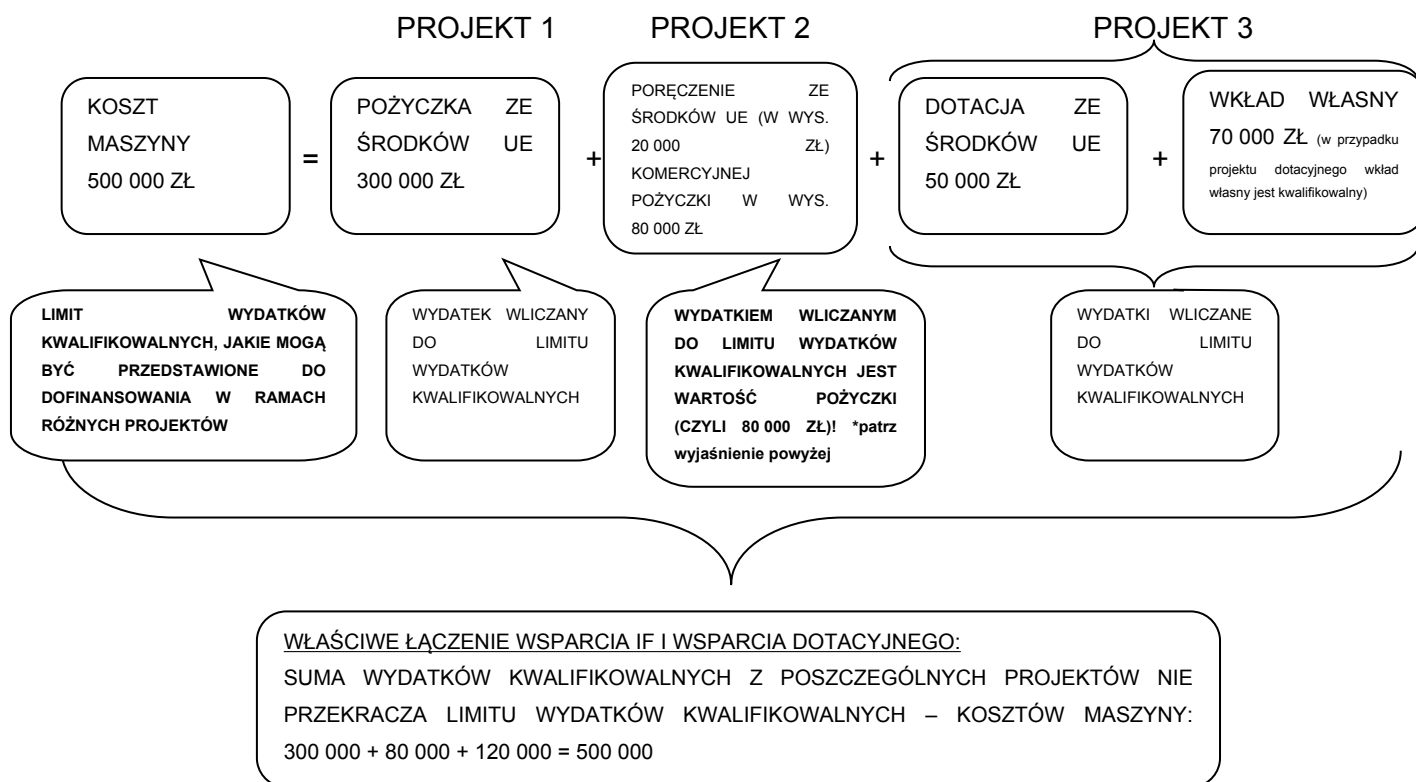 PROJEKT 1
PROJEKT 2
PROJEKT 3
KOSZT
MASZYNY
500 000 ZŁ
=
POŻYCZKA ZE
ŚRODKÓW UE
300 000 ZŁ
+
PORĘCZENIE ZE
ŚRODKÓW UE (W WYS.
20 000 ZŁ)
KOMERCYJNEJ
POŻYCZKI W WYS.
80 000 ZŁ
+
DOTACJA ZE
ŚRODKÓW UE
50 000 ZŁ
+
WKŁAD WŁASNY
70 000 ZŁ (w przypadku
projektu dotacyjnego wkład
własny jest kwalifikowalny)
LIMIT WYDATKÓW
KWALIFIKOWALNYCH, JAKIE MOGĄ
BYĆ PRZEDSTAWIONE DO
DOFINANSOWANIA W RAMACH
RÓŻNYCH PROJEKTÓW
WYDATEK WLICZANY
DO LIMITU
WYDATKÓW
KWALIFIKOWALNYCH
WYDATKIEM WLICZANYM
DO LIMITU WYDATKÓW
KWALIFIKOWALNYCH JEST
WARTOŚĆ POŻYCZKI
(CZYLI 80 000 ZŁ)! *patrz
wyjaśnienie powyżej
WYDATKI WLICZANE
DO LIMITU
WYDATKÓW
KWALIFIKOWALNYCH
WŁAŚCIWE ŁĄCZENIE WSPARCIA IF I WSPARCIA DOTACYJNEGO:
SUMA WYDATKÓW KWALIFIKOWALNYCH Z POSZCZEGÓLNYCH PROJEKTÓW NIE
PRZEKRACZA LIMITU WYDATKÓW KWALIFIKOWALNYCH – KOSZTÓW MASZYNY:
300 000 + 80 000 + 120 000 = 500 000